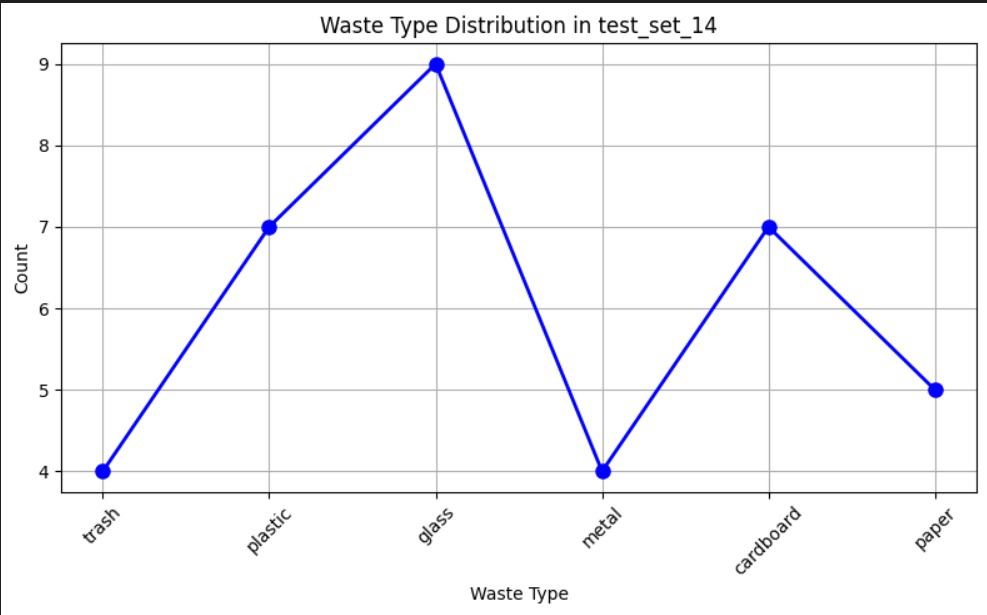 Waste Type Distribution in test_set_14
Count
9
8
7
6
5
4
trash
plastic
glass
metal
cardboard
paper
Waste Type